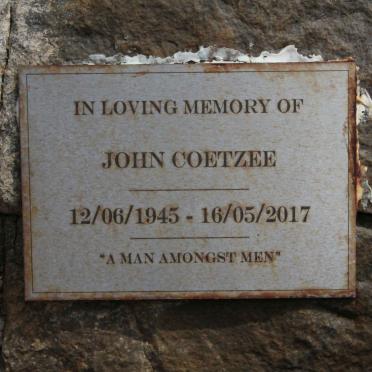 IN LOVING MEMORY OF
JOHN COETZEE
12/06/1945 - 16/05/2017
"A MAN AMONGST MEN"